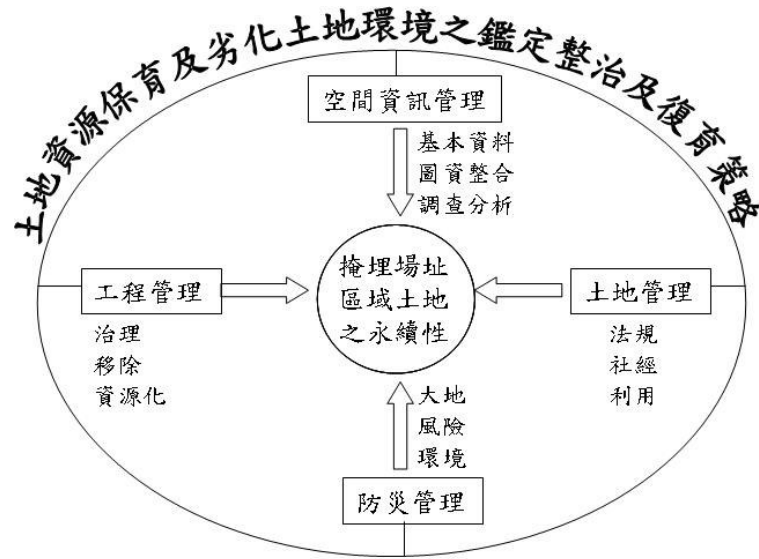 土地資源保育及劣化土地環境之鑑定整治及復育策略
空間資訊管理
基本資料
圖資整合
調查分析
工程管理
治理
移除
資源化
掩埋場址
區域土地
之永續性
土地管理
法規
社經
利用
大地
風險
環境
防災管理